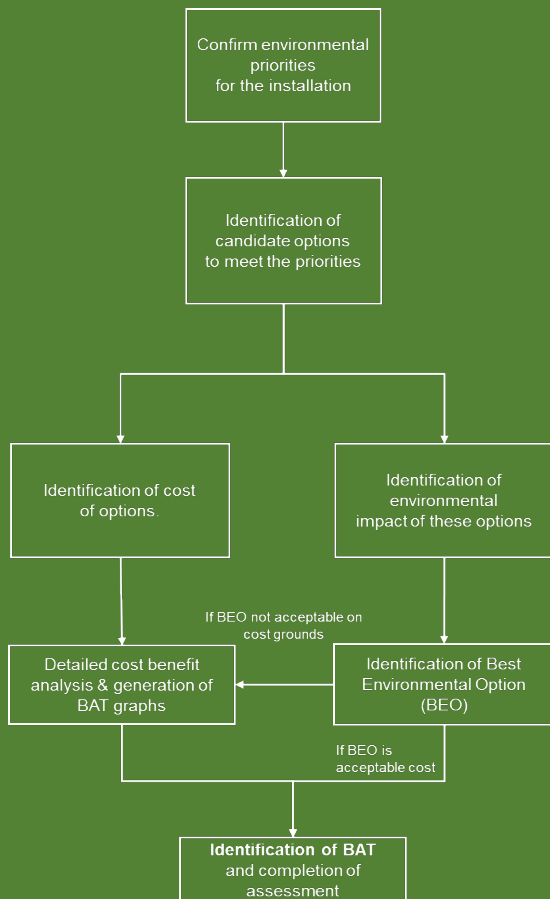 Confirm environmental
priorities
for the installation
Identification of
candidate options
to meet the priorities
Identification of cost
of options.
Identification of
environmental
impact of these options
If BEO not acceptable on
cost grounds
Detailed cost benefit
analysis & generation of
BAT graphs
Identification of Best
Environmental Option
(BEO)
If BEO is
acceptable cost
Identification of BAT
and completion of
assessment